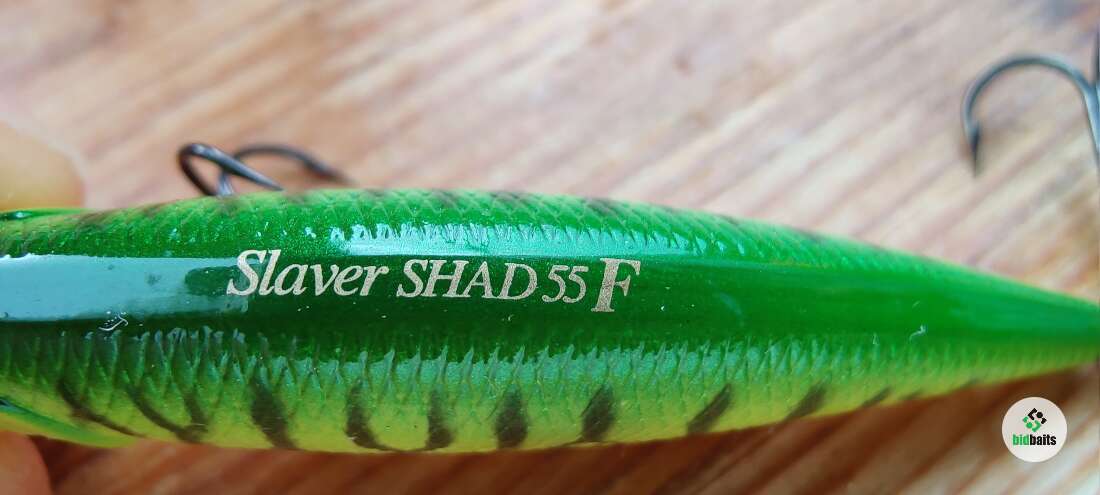 Slaver SHAD 55 F
bidbaits